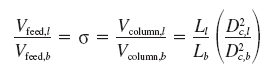 V_feed,l / V_feed,b = σ = V_column,l / V_column,b = L_l / L_b (D²_c,l / D²_c,b)